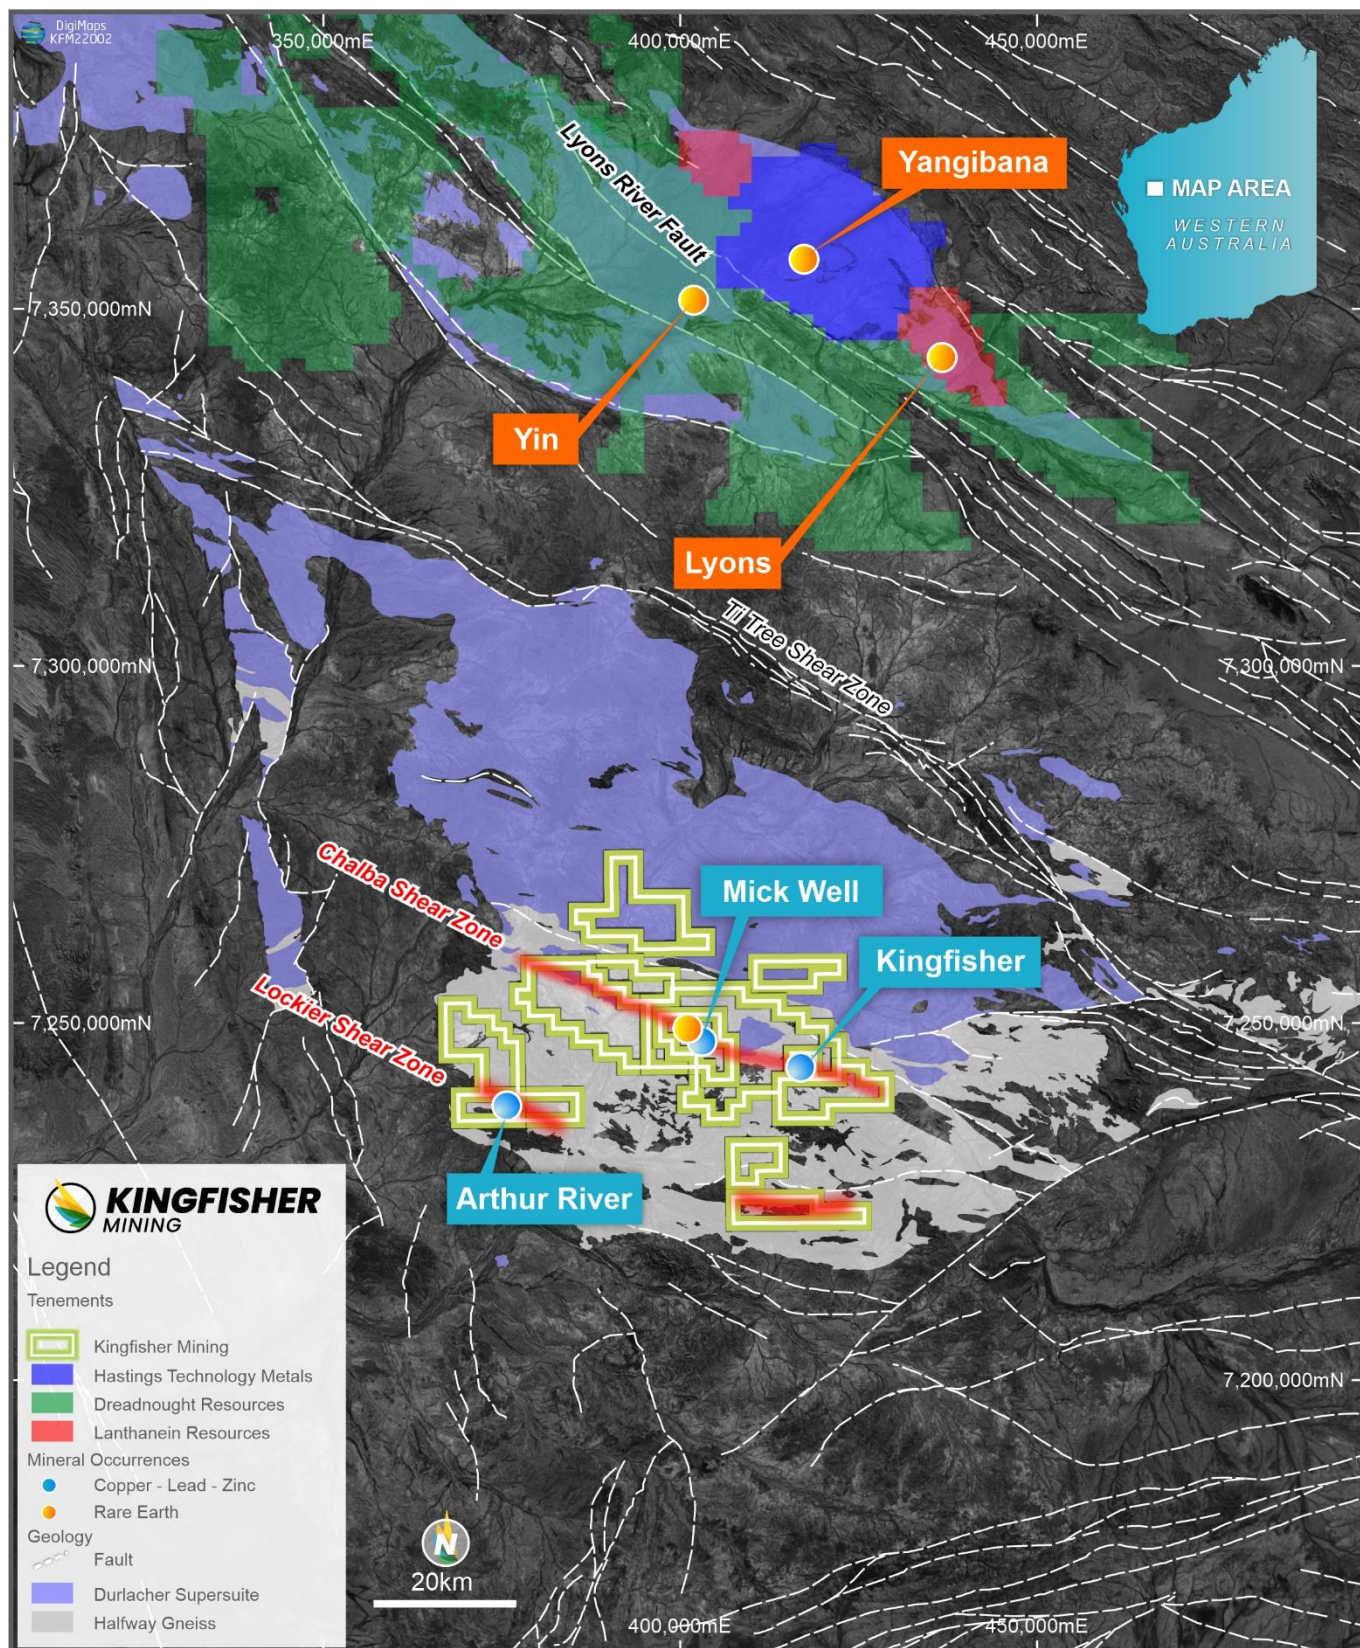 DigiMaps
KFM22002
350,000mE
400,000mE
450,000mE
Lyons River Fault
Yangibana
MAP AREA
WESTERN
AUSTRALIA
7,350,000mN
Yin
Lyons
Ti Tree Shear Zone
7,300,000mN
7,300,000mN
Chalba Shear Zone
Mick Well
Kingfisher
Lockier Shear Zone
7,250,000mN
7,250,000mN
Arthur River
KINGFISHER
MINING
Legend
Tenements
Kingfisher Mining
Hastings Technology Metals
Dreadnought Resources
Lanthanein Resources
Mineral Occurrences
Copper - Lead - Zinc
Rare Earth
Geology
Fault
Durlacher Supersuite
Halfway Gneiss
7,200,000mN
N
20km
400,000mE
450,000mE